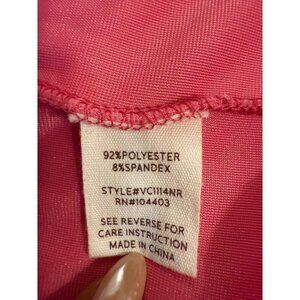 92%POLYESTER
8%SPANDEX
STYLE#VC1114NR
RN#104403
SEE REVERSE FOR
CARE INSTRUCTION
MADE IN CHINA